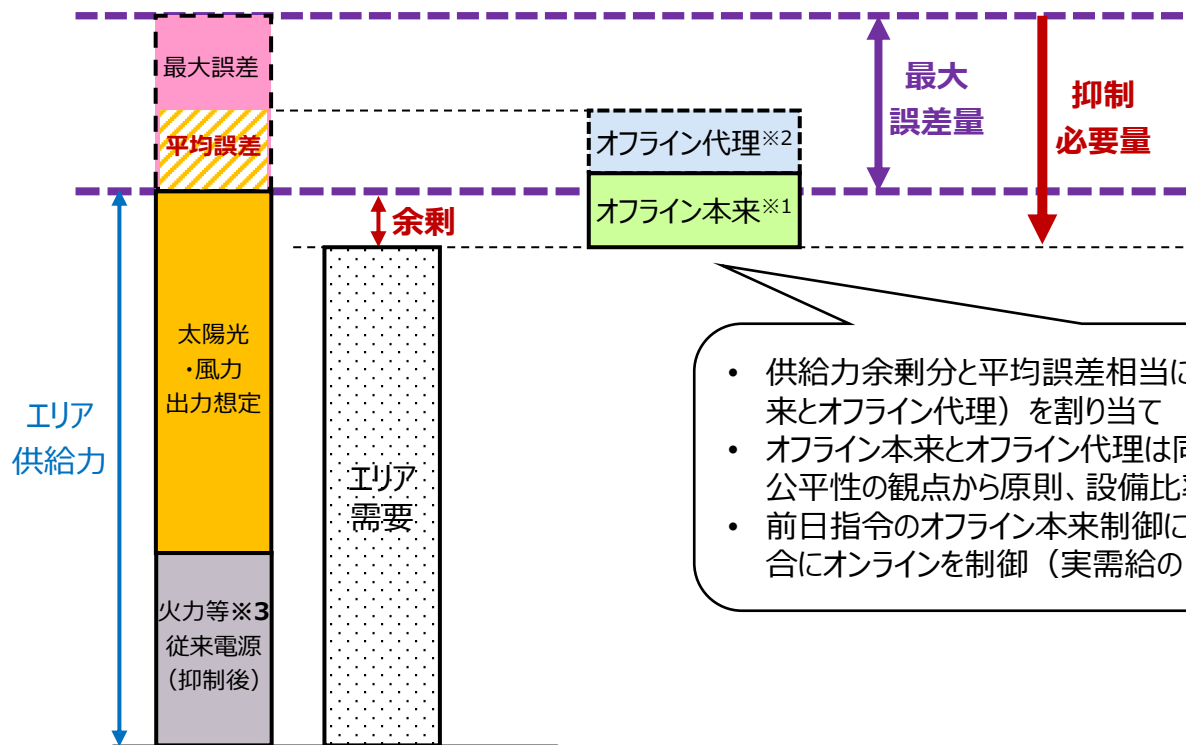 最大誤差
平均誤差
太陽光
・風力
出力想定
火力等※3
従来電源
（抑制後）
エリア
供給力
余剰
エリア
需要
オフライン代理※2
オフライン本来※1
最大
誤差量
抑制
必要量
• 供給力余剰分と平均誤差相当に
来とオフライン代理）を割り当て
• オフライン本来とオフライン代理は同
公平性の観点から原則、設備比率
• 前日指令のオフライン本来制御に
合にオンラインを制御（実需給の